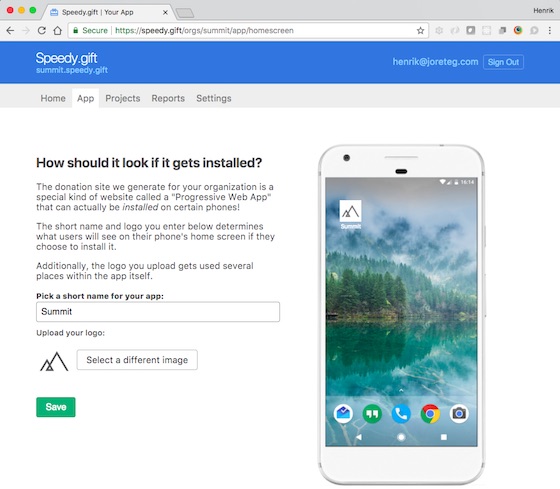 Speedy.gift | Your App
Henrik
Secure
https://speedy.gift/orgs/summit/app/homescreen
Speedy.gift
summit.speedy.gift
henrik@joreteg.com
Sign Out
Home App Projects Reports Settings
How should it look if it gets installed?
The donation site we generate for your organization is a
special kind of website called a "Progressive Web App"
that can actually be installed on certain phones!
The short name and logo you enter below determines
what users will see on their phone's home screen if they
choose to install it.
Additionally, the logo you upload gets used several
places within the app itself.
Pick a short name for your app:
Summit
Upload your logo:
Select a different image
Save
16:14
Summit